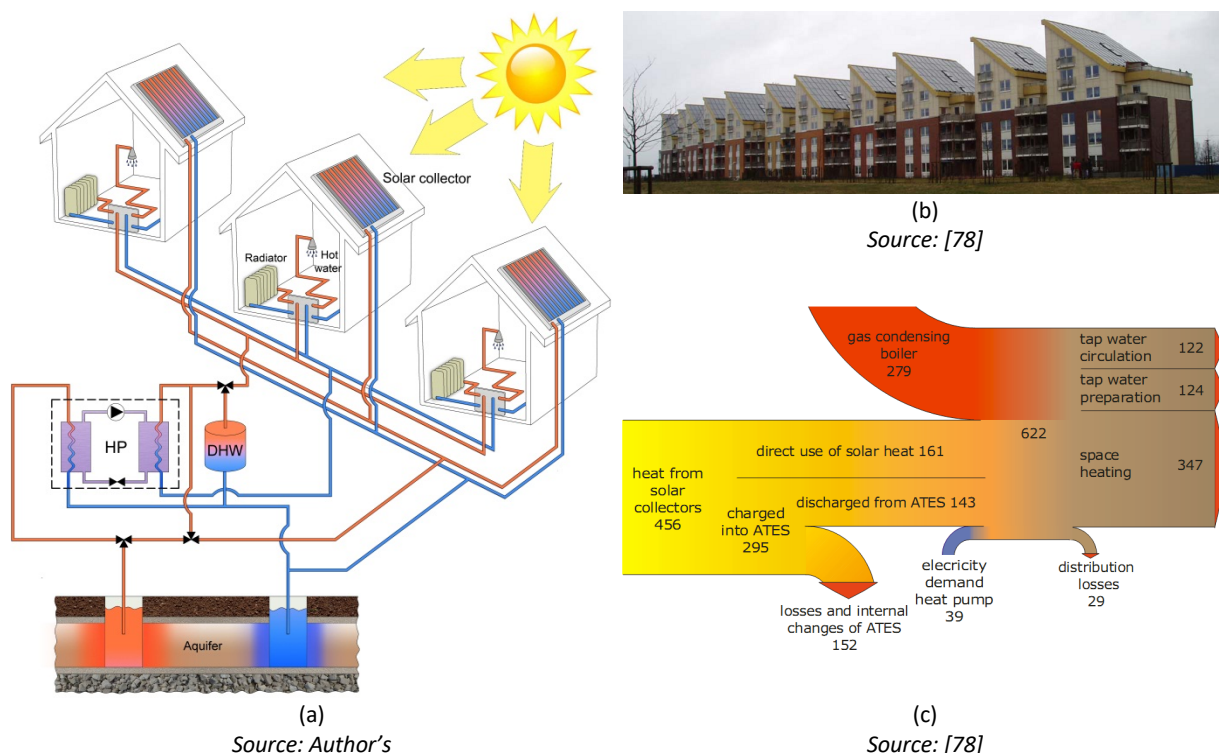 Solar collector
Radiator
Hot
water
HP
DHW
Aquifer
(a)
Source: Author's
(b)
Source: [78]
gas condensing
boiler
279
tap water
circulation
122
tap water
preparation
124
622
direct use of solar heat 161
space
heating
347
heat from
solar
collectors
456
discharged from ATES 143
charged
into ATES
295
elecricity
demand
heat pump
39
distribution
losses
29
losses and internal
changes of ATES
152
(c)
Source: [78]